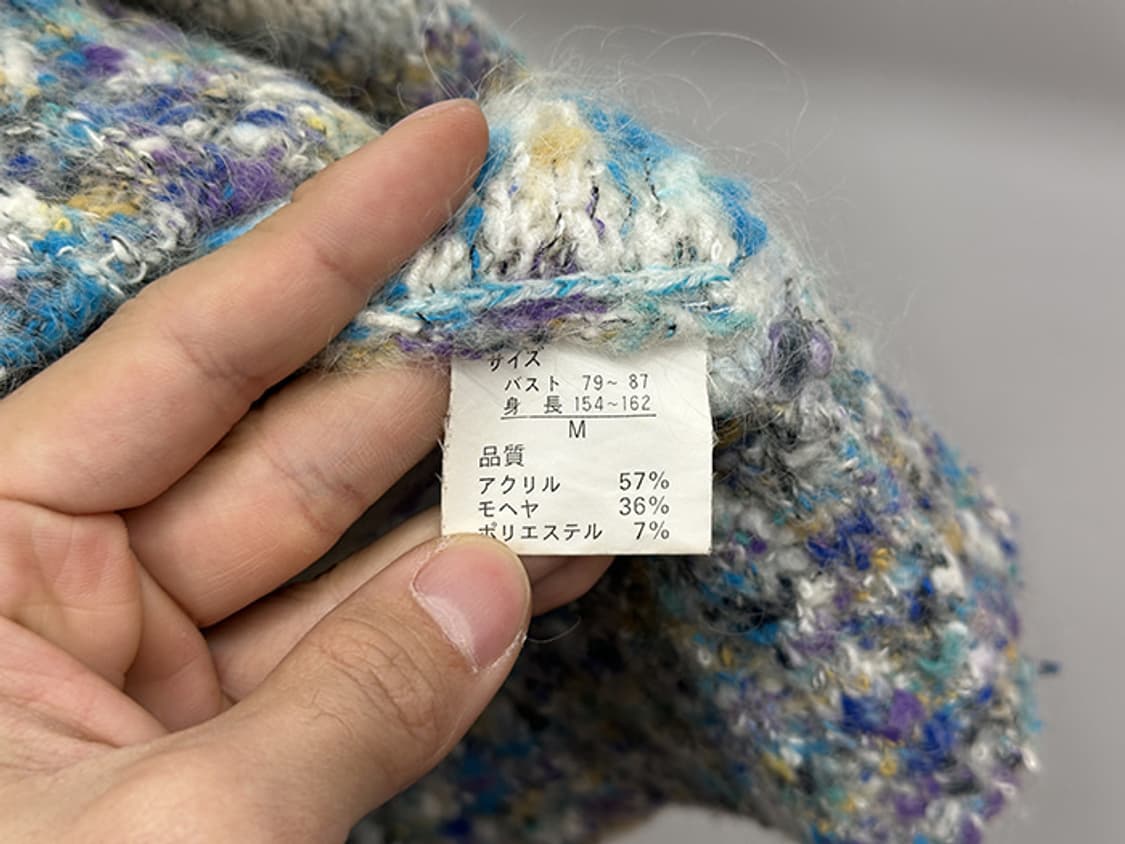 サイズ
バスト 79~ 87
身 長 154~162
M
品質
アクリル 57%
モヘヤ 36%
ポリエステル 7%